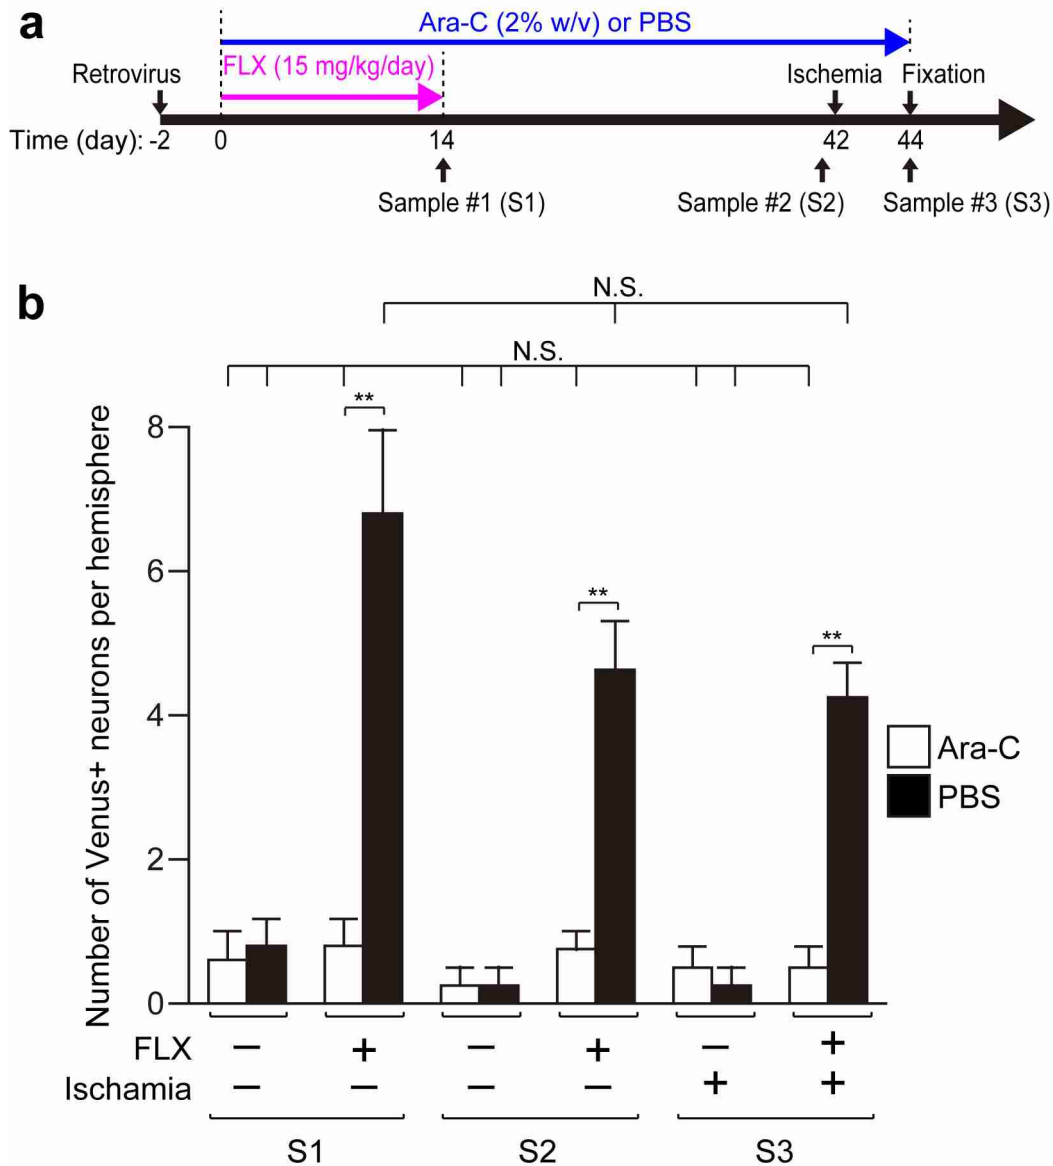 a
Ara-C (2% w/v) or PBS
FLX (15 mg/kg/day)
Retrovirus
Ischemia
Fixation
Time (day): -2 0 14 42 44
Sample #1 (S1)
Sample #2 (S2)
Sample #3 (S3)
b
N.S.
N.S.
**
**
**
Number of Venus+ neurons per hemisphere
8
6
4
2
0
Ara-C
PBS
FLX − + − + − +
Ischamia − − − − + +
S1 S2 S3